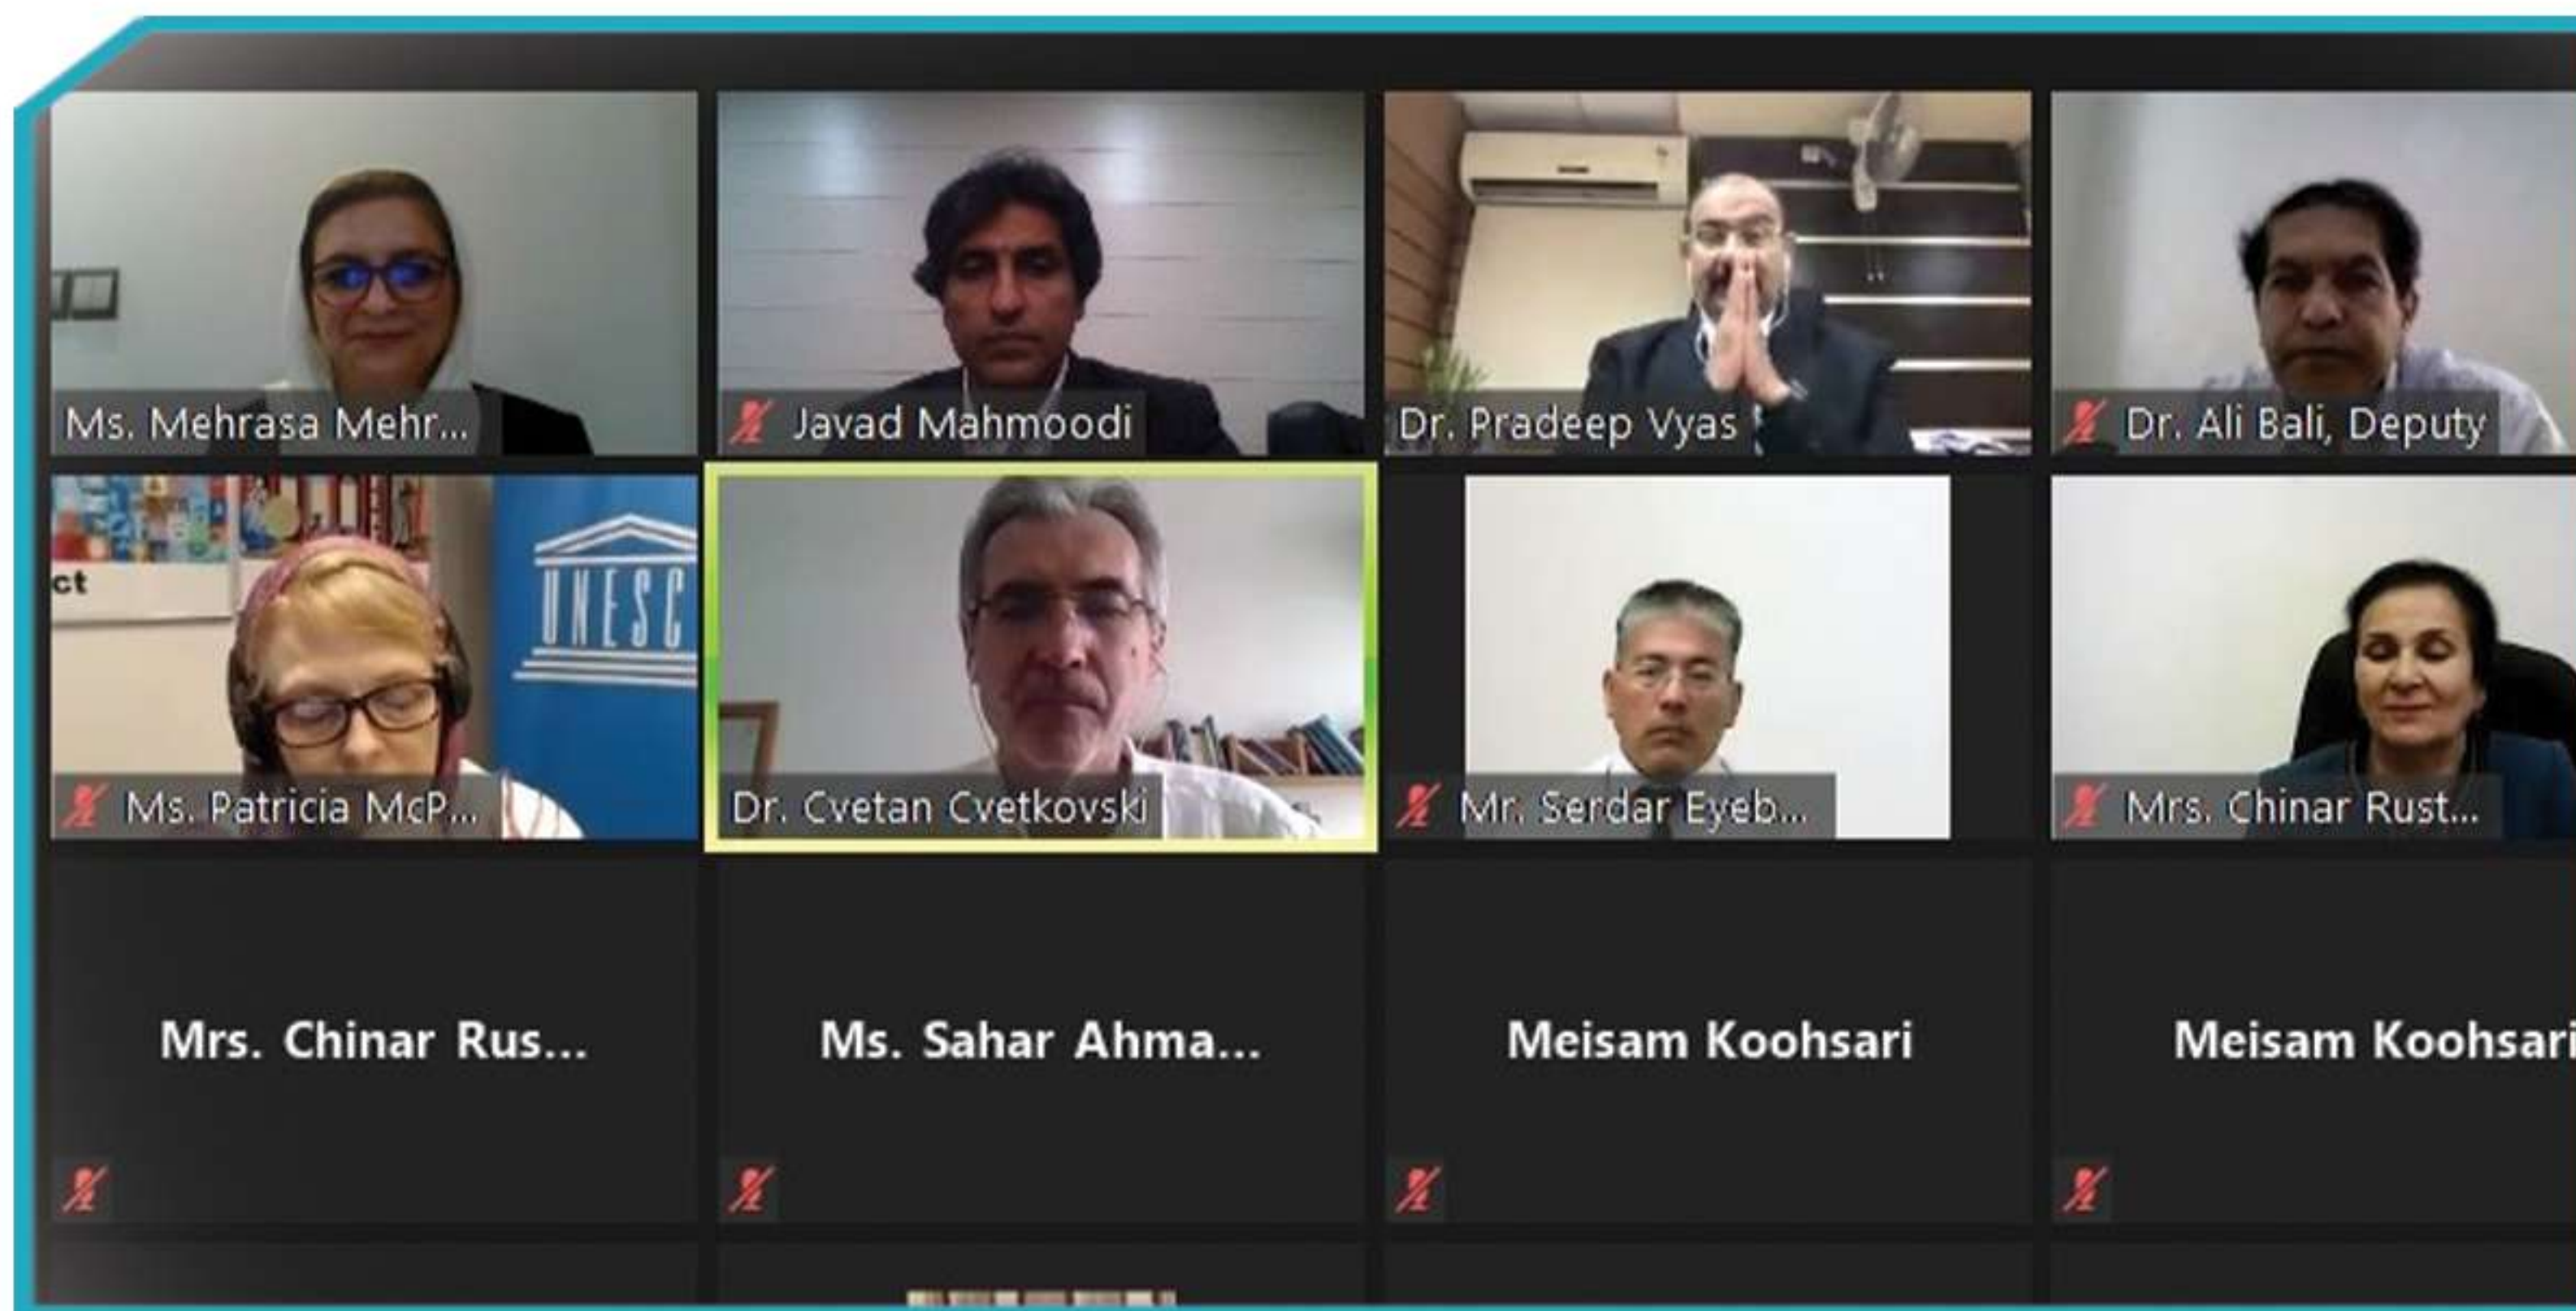 Ms. Mehrasa Mehr...
Javad Mahmoodi
Dr. Pradeep Vyas
Dr. Ali Bali, Deputy
ct
UNESC
Ms. Patricia McP...
Dr. Cvetan Cvetkovski
Mr. Serdar Eyeb...
Mrs. Chinar Rust...
Mrs. Chinar Rus...
Ms. Sahar Ahma...
Meisam Koohsari
Meisam Koohsari